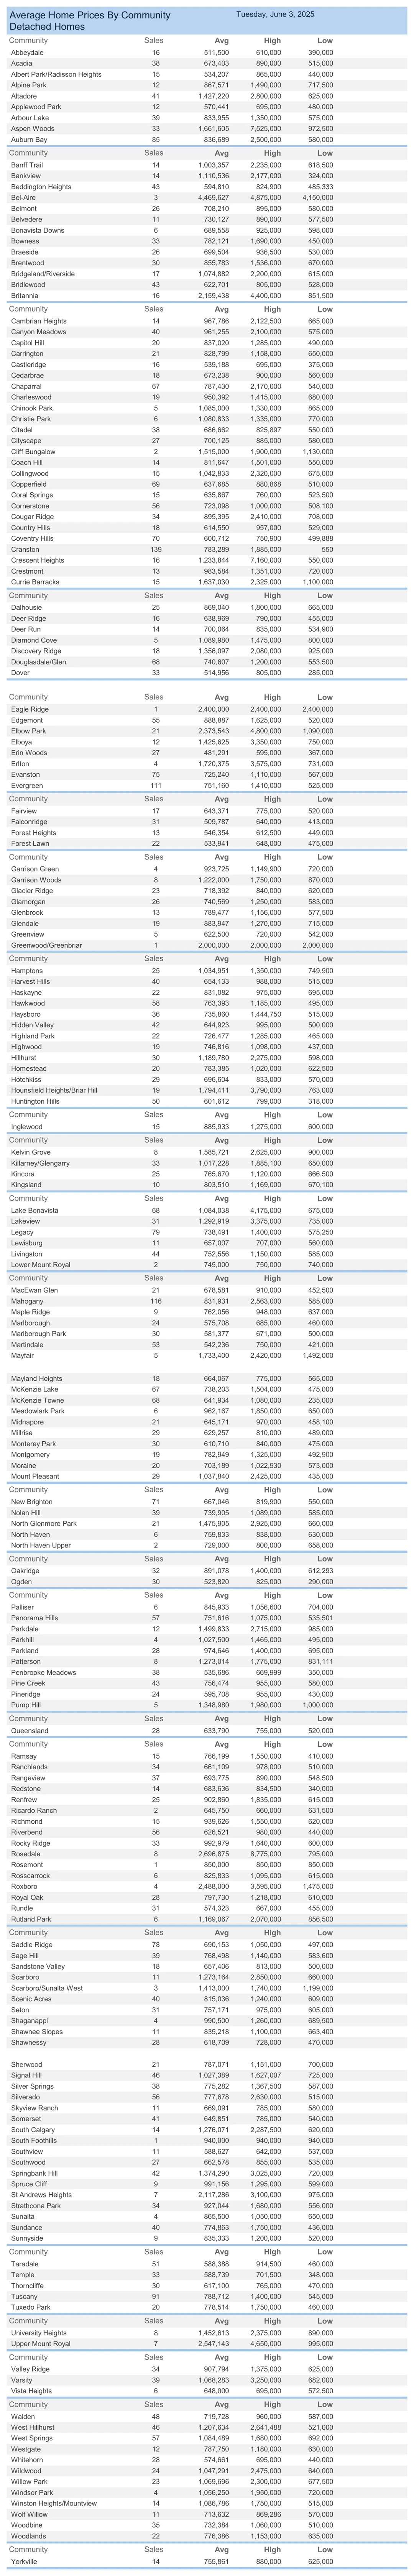 Average Home Prices By Community Tuesday, June 3, 2025
Detached Homes
Community Sales Avg High Low
Abbeydale 16 511,500 610,000 390,000
Acadia 38 673,403 890,000 515,000
Albert Park/Radisson Heights 15 534,207 865,000 440,000
Alpine Park 12 867,571 1,490,000 717,500
Altadore 41 1,427,220 2,800,000 625,000
Applewood Park 12 570,441 695,000 480,000
Arbour Lake 39 833,955 1,350,000 575,000
Aspen Woods 33 1,661,605 7,525,000 972,500
Auburn Bay 85 836,689 2,500,000 580,000
Community Sales Avg High Low
Banff Trail 14 1,003,357 2,235,000 618,500
Bankview 14 1,110,536 2,177,000 324,000
Beddington Heights 43 594,810 824,900 485,333
Bel-Aire 3 4,469,627 4,875,000 4,150,000
Belmont 26 708,210 895,000 580,000
Belvedere 11 730,127 890,000 577,500
Bonavista Downs 6 689,558 925,000 598,000
Bowness 33 782,121 1,690,000 450,000
Braeside 26 699,504 936,500 530,000
Brentwood 30 855,783 1,536,000 670,000
Bridgeland/Riverside 17 1,074,882 2,200,000 615,000
Bridlewood 43 622,701 805,000 528,000
Britannia 16 2,159,438 4,400,000 851,500
Community Sales Avg High Low
Cambrian Heights 14 967,786 2,122,500 665,000
Canyon Meadows 40 961,255 2,100,000 575,000
Capitol Hill 20 837,020 1,285,000 490,000
Carrington 21 828,799 1,158,000 650,000
Castleridge 16 539,188 695,000 375,000
Cedarbrae 18 673,238 900,000 560,000
Chaparral 67 787,430 2,170,000 540,000
Charleswood 19 950,392 1,415,000 680,000
Chinook Park 5 1,085,000 1,330,000 865,000
Christie Park 6 1,080,833 1,335,000 770,000
Citadel 38 686,662 825,897 550,000
Cityscape 27 700,125 885,000 580,000
Cliff Bungalow 2 1,515,000 1,900,000 1,130,000
Coach Hill 14 811,647 1,501,000 550,000
Collingwood 15 1,042,833 2,320,000 675,000
Copperfield 69 637,685 880,868 510,000
Coral Springs 15 635,867 760,000 523,500
Cornerstone 56 723,098 1,000,000 508,100
Cougar Ridge 34 895,395 2,410,000 708,000
Country Hills 18 614,550 957,000 529,000
Coventry Hills 70 600,712 750,900 499,888
Cranston 139 783,289 1,885,000 550
Crescent Heights 16 1,233,844 7,160,000 550,000
Crestmont 13 983,584 1,351,000 720,000
Currie Barracks 15 1,637,030 2,325,000 1,100,000
Community Sales Avg High Low
Dalhousie 25 869,040 1,800,000 665,000
Deer Ridge 16 638,969 790,000 455,000
Deer Run 14 700,064 835,000 534,900
Diamond Cove 5 1,089,980 1,475,000 800,000
Discovery Ridge 18 1,356,097 2,080,000 925,000
Douglasdale/Glen 68 740,607 1,200,000 553,500
Dover 33 514,956 805,000 285,000
Community Sales Avg High Low
Eagle Ridge 1 2,400,000 2,400,000 2,400,000
Edgemont 55 888,887 1,625,000 520,000
Elbow Park 21 2,373,543 4,800,000 1,090,000
Elboya 12 1,425,625 3,350,000 750,000
Erin Woods 27 481,291 595,000 367,000
Erlton 4 1,720,375 3,575,000 731,000
Evanston 75 725,240 1,110,000 567,000
Evergreen 111 751,160 1,410,000 525,000
Community Sales Avg High Low
Fairview 17 643,371 775,000 520,000
Falconridge 31 509,787 640,000 413,000
Forest Heights 13 546,354 612,500 449,000
Forest Lawn 22 533,941 648,000 475,000
Community Sales Avg High Low
Garrison Green 4 923,725 1,149,900 720,000
Garrison Woods 8 1,222,000 1,750,000 870,000
Glacier Ridge 23 718,392 840,000 620,000
Glamorgan 26 740,569 1,250,000 583,000
Glenbrook 13 789,477 1,156,000 577,500
Glendale 19 883,947 1,270,000 715,000
Greenview 5 622,500 720,000 542,000
Greenwood/Greenbriar 1 2,000,000 2,000,000 2,000,000
Community Sales Avg High Low
Hamptons 25 1,034,951 1,350,000 749,900
Harvest Hills 40 654,133 988,000 515,000
Haskayne 22 831,082 975,000 695,000
Hawkwood 58 763,393 1,185,000 495,000
Haysboro 36 735,860 1,444,750 515,000
Hidden Valley 42 644,923 995,000 500,000
Highland Park 22 726,477 1,285,000 465,000
Highwood 19 746,816 1,098,000 437,000
Hillhurst 30 1,189,780 2,275,000 598,000
Homestead 20 783,385 1,020,000 622,500
Hotchkiss 29 696,604 833,000 570,000
Hounsfield Heights/Briar Hill 19 1,794,411 3,790,000 763,000
Huntington Hills 50 601,612 799,000 318,000
Community Sales Avg High Low
Inglewood 15 885,933 1,275,000 600,000
Community Sales Avg High Low
Kelvin Grove 8 1,585,721 2,625,000 900,000
Killarney/Glengarry 33 1,017,228 1,885,100 650,000
Kincora 25 765,670 1,120,000 666,500
Kingsland 10 803,510 1,169,000 670,100
Community Sales Avg High Low
Lake Bonavista 68 1,084,038 4,175,000 675,000
Lakeview 31 1,292,919 3,375,000 735,000
Legacy 79 738,491 1,400,000 575,250
Lewisburg 11 657,007 707,000 560,000
Livingston 44 752,556 1,150,000 585,000
Lower Mount Royal 2 745,000 750,000 740,000
Community Sales Avg High Low
MacEwan Glen 21 678,581 910,000 452,500
Mahogany 116 831,931 2,563,000 585,000
Maple Ridge 9 762,056 948,000 637,000
Marlborough 24 575,708 685,000 460,000
Marlborough Park 30 581,377 671,000 500,000
Martindale 53 542,236 750,000 421,000
Mayfair 5 1,733,400 2,420,000 1,492,000
Mayland Heights 18 664,067 775,000 565,000
McKenzie Lake 67 738,203 1,504,000 475,000
McKenzie Towne 68 641,934 1,080,000 235,000
Meadowlark Park 6 962,167 1,850,000 650,000
Midnapore 21 645,171 970,000 458,100
Millrise 29 629,257 810,000 489,000
Monterey Park 30 610,710 840,000 475,000
Montgomery 19 782,949 1,325,000 492,900
Moraine 20 703,189 1,022,930 573,000
Mount Pleasant 29 1,037,840 2,425,000 435,000
Community Sales Avg High Low
New Brighton 71 667,046 819,900 550,000
Nolan Hill 39 739,905 1,089,000 585,000
North Glenmore Park 21 1,475,905 2,925,000 660,000
North Haven 6 759,833 838,000 630,000
North Haven Upper 2 729,000 800,000 658,000
Community Sales Avg High Low
Oakridge 32 891,078 1,400,000 612,293
Ogden 30 523,820 825,000 290,000
Community Sales Avg High Low
Palliser 6 845,933 1,056,600 704,000
Panorama Hills 57 751,616 1,075,000 535,501
Parkdale 12 1,499,833 2,715,000 985,000
Parkhill 4 1,027,500 1,465,000 495,000
Parkland 28 974,646 1,400,000 695,000
Patterson 8 1,273,014 1,775,000 831,111
Penbrooke Meadows 38 535,686 669,999 350,000
Pine Creek 43 756,474 955,000 580,000
Pineridge 24 595,708 955,000 430,000
Pump Hill 5 1,348,980 1,980,000 1,000,000
Community Sales Avg High Low
Queensland 28 633,790 755,000 520,000
Community Sales Avg High Low
Ramsay 15 766,199 1,550,000 410,000
Ranchlands 34 661,109 978,000 510,000
Rangeview 37 693,775 890,000 548,500
Redstone 14 683,636 834,500 340,000
Renfrew 25 902,860 1,835,000 615,000
Ricardo Ranch 2 645,750 660,000 631,500
Richmond 15 939,626 1,550,000 620,000
Riverbend 56 626,521 980,000 440,000
Rocky Ridge 33 992,979 1,640,000 600,000
Rosedale 8 2,696,875 8,775,000 795,000
Rosemont 1 850,000 850,000 850,000
Rosscarrock 6 825,833 1,095,000 615,000
Roxboro 4 2,488,000 3,595,000 1,475,000
Royal Oak 28 797,730 1,218,000 610,000
Rundle 31 574,323 667,000 455,000
Rutland Park 6 1,169,067 2,070,000 856,500
Community Sales Avg High Low
Saddle Ridge 78 690,153 1,050,000 497,000
Sage Hill 39 768,498 1,140,000 583,600
Sandstone Valley 18 657,406 813,000 500,000
Scarboro 11 1,273,164 2,850,000 660,000
Scarboro/Sunalta West 3 1,413,000 1,740,000 1,199,000
Scenic Acres 40 815,036 1,240,000 609,000
Seton 31 757,171 975,000 605,000
Shaganappi 4 990,500 1,260,000 689,500
Shawnee Slopes 11 835,218 1,100,000 663,400
Shawnessy 28 618,709 728,000 470,000
Sherwood 21 787,071 1,151,000 700,000
Signal Hill 46 1,027,389 1,627,007 725,000
Silver Springs 38 775,282 1,367,500 587,000
Silverado 56 777,678 2,630,000 515,000
Skyview Ranch 11 669,091 785,000 580,000
Somerset 41 649,851 785,000 540,000
South Calgary 14 1,276,071 2,287,500 620,000
South Foothills 1 940,000 940,000 940,000
Southview 11 588,627 642,000 537,000
Southwood 27 662,578 855,000 535,000
Springbank Hill 42 1,374,290 3,025,000 720,000
Spruce Cliff 9 991,156 1,295,000 599,000
St Andrews Heights 7 2,117,286 3,100,000 975,000
Strathcona Park 34 927,044 1,680,000 556,000
Sunalta 4 865,500 1,050,000 650,000
Sundance 40 774,863 1,750,000 436,000
Sunnyside 9 835,333 1,200,000 520,000
Community Sales Avg High Low
Taradale 51 588,388 914,500 460,000
Temple 33 588,739 701,500 348,000
Thorncliffe 30 617,100 765,000 470,000
Tuscany 91 788,712 1,400,000 545,000
Tuxedo Park 20 778,514 1,750,000 460,000
Community Sales Avg High Low
University Heights 8 1,452,613 2,375,000 890,000
Upper Mount Royal 7 2,547,143 4,650,000 995,000
Community Sales Avg High Low
Valley Ridge 34 907,794 1,375,000 625,000
Varsity 39 1,068,283 3,250,000 682,000
Vista Heights 6 648,000 695,000 572,500
Community Sales Avg High Low
Walden 48 719,728 960,000 587,000
West Hillhurst 46 1,207,634 2,641,488 521,000
West Springs 57 1,084,489 1,680,000 692,000
Westgate 12 787,750 1,180,000 630,000
Whitehorn 28 574,661 695,000 440,000
Wildwood 24 1,047,291 2,475,000 640,000
Willow Park 23 1,069,696 2,300,000 677,500
Windsor Park 4 1,056,250 1,950,000 720,000
Winston Heights/Mountview 14 1,086,786 1,750,000 515,000
Wolf Willow 11 713,632 869,286 570,000
Woodbine 35 732,384 1,060,000 510,000
Woodlands 22 776,386 1,153,000 635,000
Community Sales Avg High Low
Yorkville 14 755,861 880,000 625,000